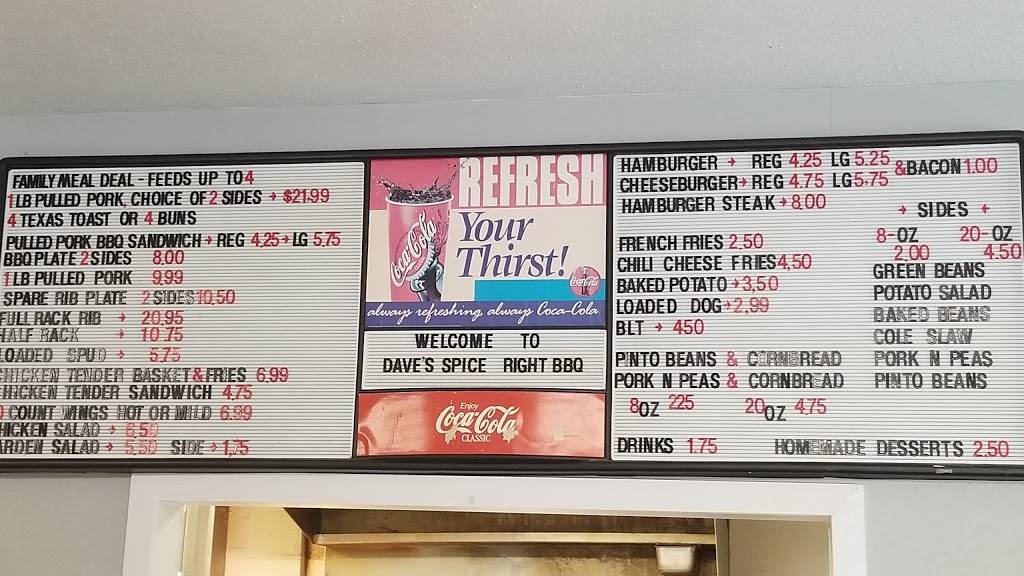 FAMILY MEAL DEAL - FEEDS UP TO 4
1 LB PULLED PORK, CHOICE OF 2 SIDES → $21.99
4 TEXAS TOAST OR 4 BUNS
PULLED PORK BBQ SANDWICH → REG 4.25 → LG 5.75
BBQ PLATE 2 SIDES 8.00
1 LB PULLED PORK 9.99
SPARE RIB PLATE 2 SIDES 10.50
FULL RACK RIB → 20.95
HALF RACK → 10.75
LOADED SPUD → 5.75
CHICKEN TENDER BASKET & FRIES 6.99
CHICKEN TENDER SANDWICH 4.75
COUNT WINGS HOT OR MILD 6.99
CHICKEN SALAD → 6.50
GARDEN SALAD → 5.50 SIDE → 1.75
REFRESH
Your
Thirst!
Coca-Cola
Coca-Cola
always refreshing always Coca-Cola
WELCOME TO
DAVE'S SPICE RIGHT BBQ
Enjoy
Coca-Cola
CLASSIC
HAMBURGER → REG 4.25 LG 5.25 & BACON 1.00
CHEESEBURGER → REG 4.75 LG 5.75
HAMBURGER STEAK → 8.00
→ SIDES ←
8-OZ 20-OZ
2.00 4.50
FRENCH FRIES 2.50
CHILI CHEESE FRIES 4,50
BAKED POTATO → 3,50
LOADED DOG → 2,99
BLT → 450
GREEN BEANS
POTATO SALAD
BAKED BEANS
COLE SLAW
PORK N PEAS
PINTO BEANS
PINTO BEANS & CORNBREAD
PORK N PEAS & CORNBREAD
8OZ 225 20OZ 4.75
DRINKS 1.75 HOMEMADE DESSERTS 2.50